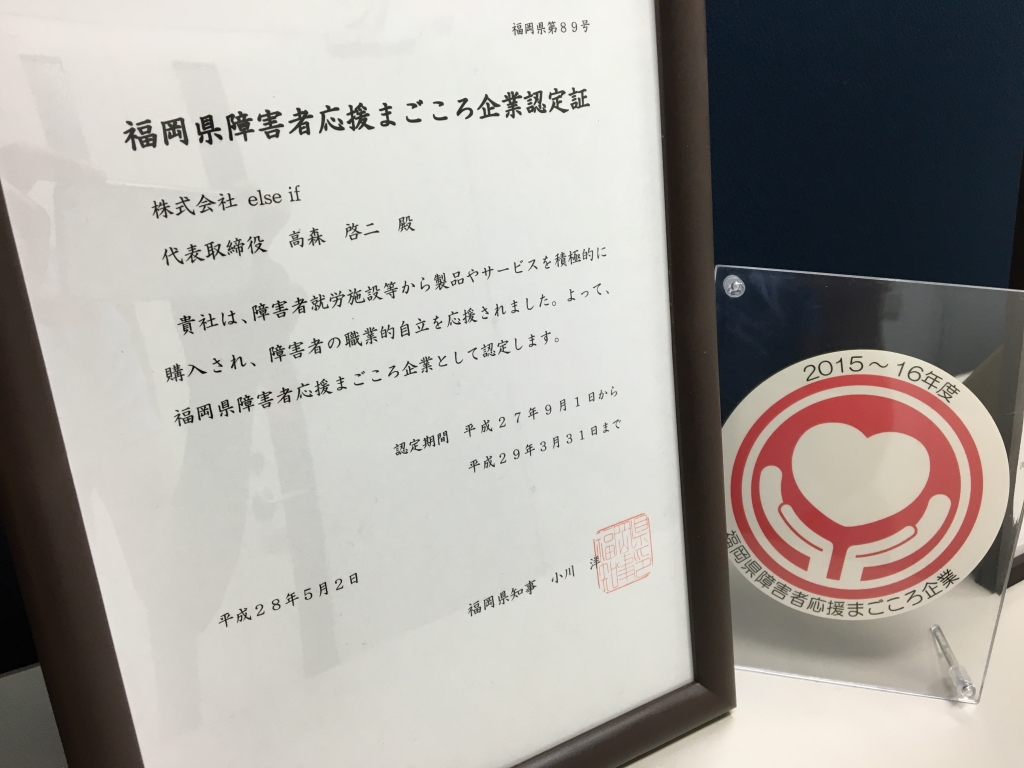 福岡県第89号
福岡県障害者応援まごころ企業認定証
株式会社 else if
代表取締役 高森 啓二 殿
貴社は、障害者就労施設等から製品やサービスを積極的に
購入され、障害者の職業的自立を応援されました。よって、
福岡県障害者応援まごころ企業として認定します。
認定期間 平成27年9月1日から
平成29年3月31日まで
平成28年5月2日
福岡県知事 小川 洋
2015～16年度
福岡県障害者応援まごころ企業